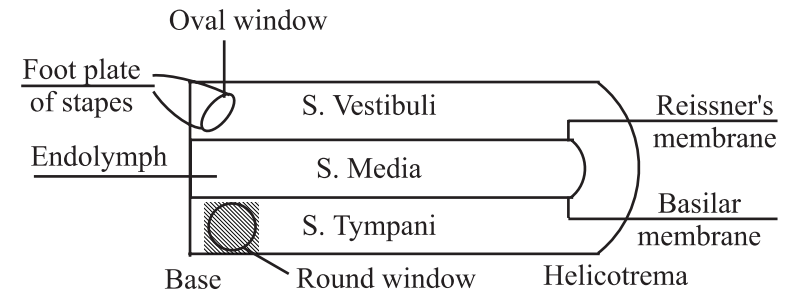 Oval window
Foot plate
of stapes
S. Vestibuli
Reissner's
membrane
Endolymph
S. Media
Basilar
membrane
S. Tympani
Base
Round window
Helicotrema